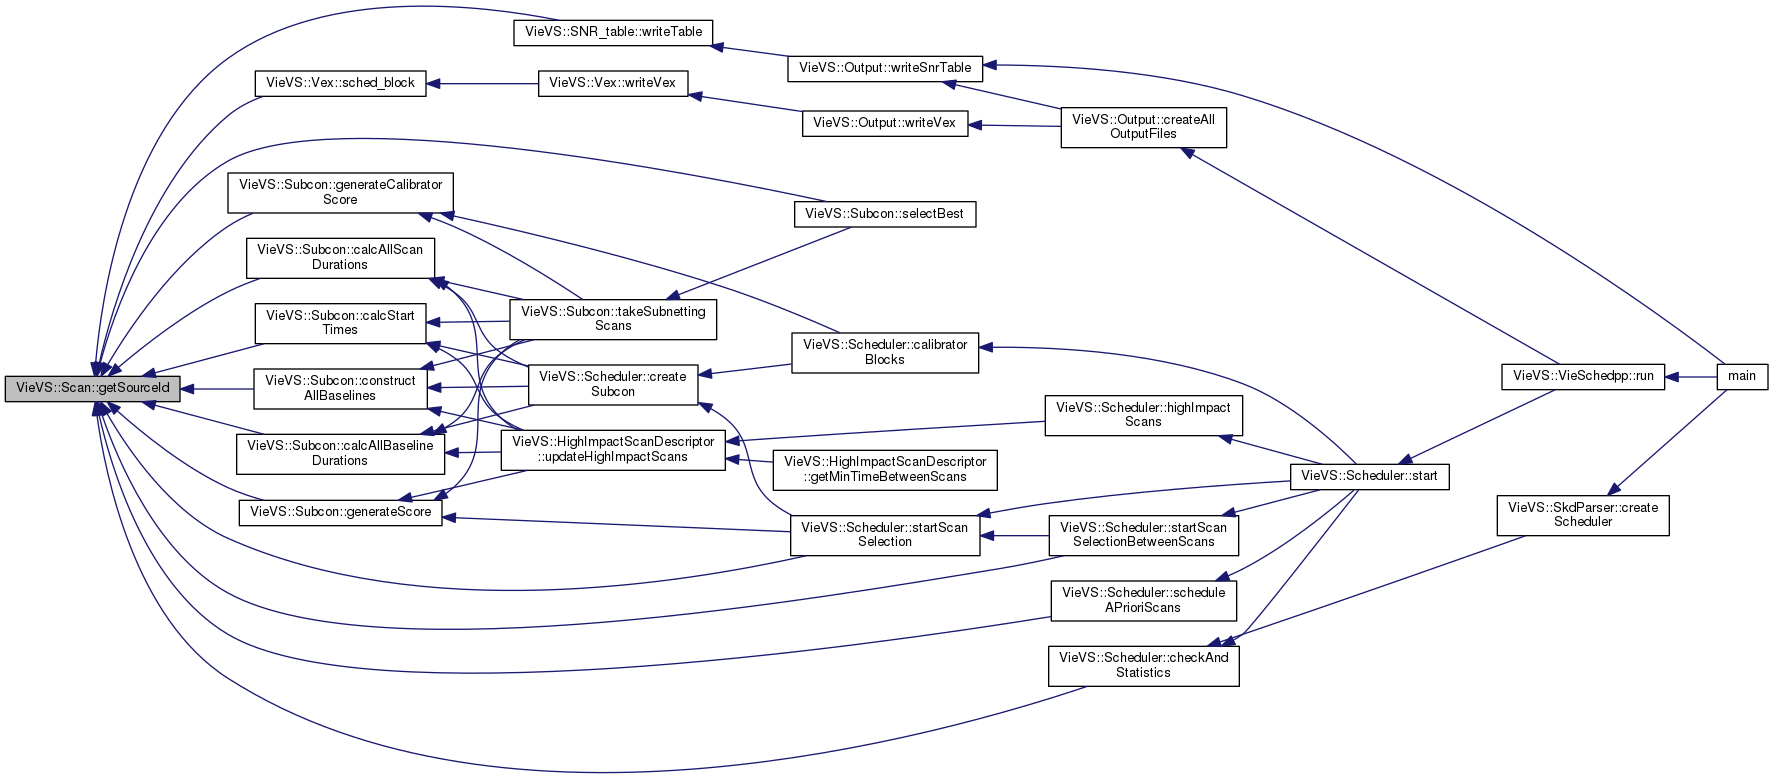 VieVS::SNR_table::writeTable
VieVS::Output::writeSnrTable
VieVS::Vex::sched_block
VieVS::Vex::writeVex
VieVS::Output::writeVex
VieVS::Output::createAll
OutputFiles
VieVS::Subcon::generateCalibrator
Score
VieVS::Subcon::selectBest
VieVS::Subcon::calcAllScan
Durations
VieVS::Subcon::calcStart
Times
VieVS::Subcon::takeSubnetting
Scans
VieVS::Scheduler::calibrator
Blocks
VieVS::Scan::getSourceId
VieVS::Subcon::construct
AllBaselines
VieVS::Scheduler::create
Subcon
VieVS::VieSchedpp::run
main
VieVS::Subcon::calcAllBaseline
Durations
VieVS::HighImpactScanDescriptor
::updateHighImpactScans
VieVS::Scheduler::highImpact
Scans
VieVS::HighImpactScanDescriptor
::getMinTimeBetweenScans
VieVS::Scheduler::start
VieVS::Subcon::generateScore
VieVS::Scheduler::startScan
Selection
VieVS::Scheduler::startScan
SelectionBetweenScans
VieVS::SkdParser::create
Scheduler
VieVS::Scheduler::schedule
APrioriScans
VieVS::Scheduler::checkAnd
Statistics